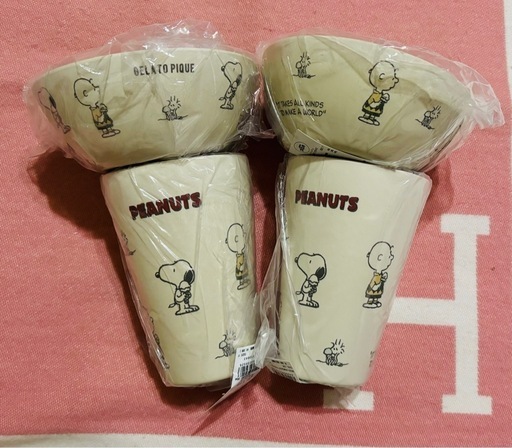 GELATO PIQUE
"IT TAKES ALL KINDS
TO MAKE A WORLD"
PEANUTS
PEANUTS
H